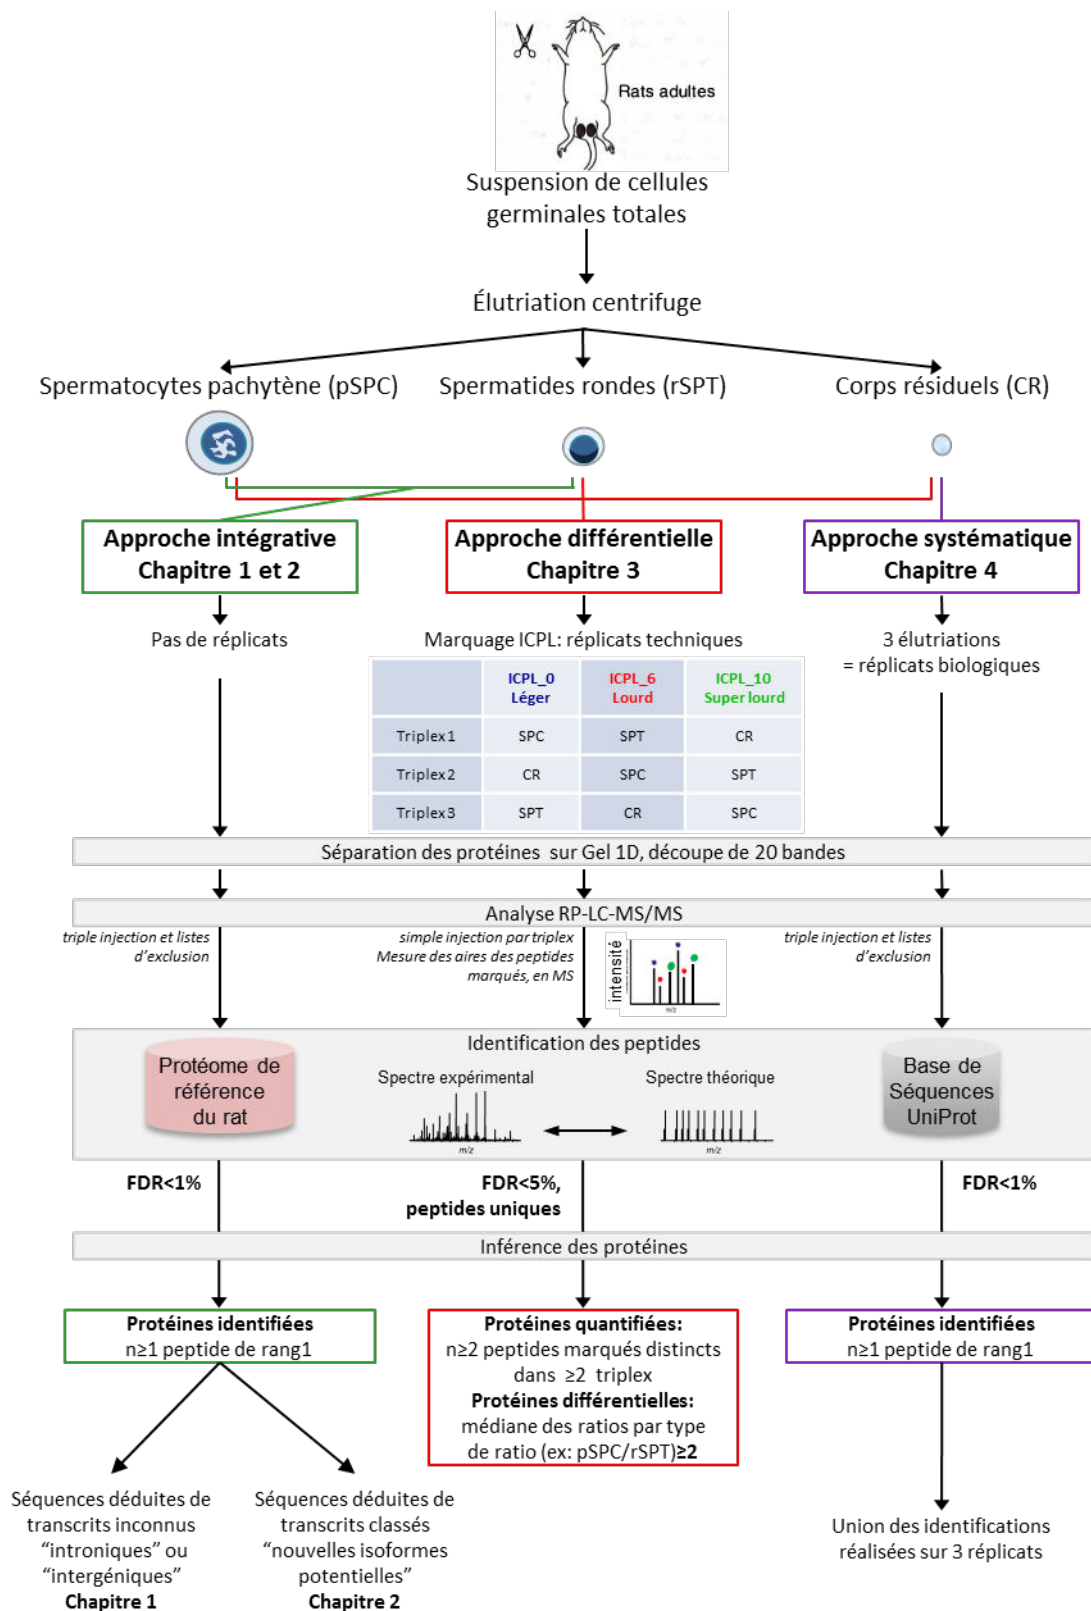 Rats adultes
Suspension de cellules
germinales totales
Élutriation centrifuge
Spermatocytes pachytène (pSPC)
Spermatides rondes (rSPT)
Corps résiduels (CR)
Approche intégrative
Chapitre 1 et 2
Approche différentielle
Chapitre 3
Approche systématique
Chapitre 4
Pas de réplicats
Marquage ICPL: réplicats techniques
3 élutriations
= réplicats biologiques
ICPL_0
Léger
ICPL_6
Lourd
ICPL_10
Super lourd
Triplex1 SPC SPT CR
Triplex2 CR SPC SPT
Triplex3 SPT CR SPC
Séparation des protéines sur Gel 1D, découpe de 20 bandes
Analyse RP-LC-MS/MS
triple injection et listes
d’exclusion
simple injection par triplex
Mesure des aires des peptides
marqués, en MS
intensité
m/z
triple injection et listes
d’exclusion
Identification des peptides
Protéome de
référence
du rat
Spectre expérimental
m/z
Spectre théorique
m/z
Base de
Séquences
UniProt
FDR<1%
FDR<5%,
peptides uniques
FDR<1%
Inférence des protéines
Protéines identifiées
n≥1 peptide de rang1
Protéines quantifiées:
n≥2 peptides marqués distincts
dans ≥2 triplex
Protéines différentielles:
médiane des ratios par type
de ratio (ex: pSPC/rSPT)≥2
Protéines identifiées
n≥1 peptide de rang1
Séquences déduites de
transcrits inconnus
“introniques” ou
“intergéniques”
Chapitre 1
Séquences déduites de
transcrits classés
“nouvelles isoformes
potentielles”
Chapitre 2
Union des identifications
réalisées sur 3 réplicats